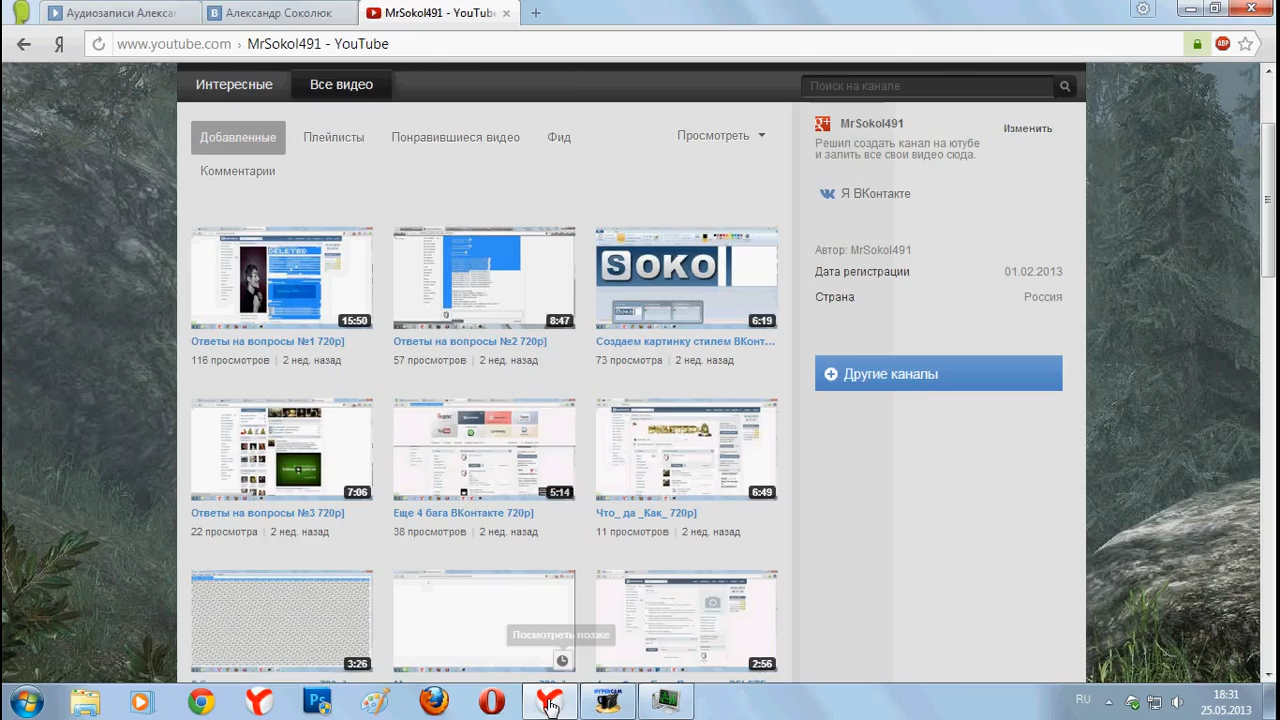 Аудиозаписи Алекса
Александр Соколюк
MrSokol491 - YouTube
Я
www.youtube.com › MrSokol491 - YouTube
ABP
Интересные
Все видео
Поиск на канале
Добавленные
Плейлисты
Понравившиеся видео
Фид
Просмотреть
Комментарии
MrSokol491
Изменить
Решил создать канал на ютубе
и залить все свои видео сюда.
Я ВКонтакте
Автор: MrSokol491
Дата регистрации 01.02.2013
Страна Россия
Другие каналы
DELETED
15:50
8:47
SOKO
6:19
Ответы на вопросы №1 720p]
Ответы на вопросы №2 720p]
Создаем картинку стилем ВКонт...
116 просмотров | 2 нед. назад
57 просмотров | 2 нед. назад
73 просмотра | 2 нед. назад
7:06
5:14
6:49
Ответы на вопросы №3 720p]
Еще 4 бага ВКонтакте 720p]
Что_ да _Как_ 720p]
22 просмотра | 2 нед. назад
38 просмотров | 2 нед. назад
11 просмотров | 2 нед. назад
Посмотреть позже
3:26
2:56
Ps
HYPERCAM
RU
18:31
25.05.2013